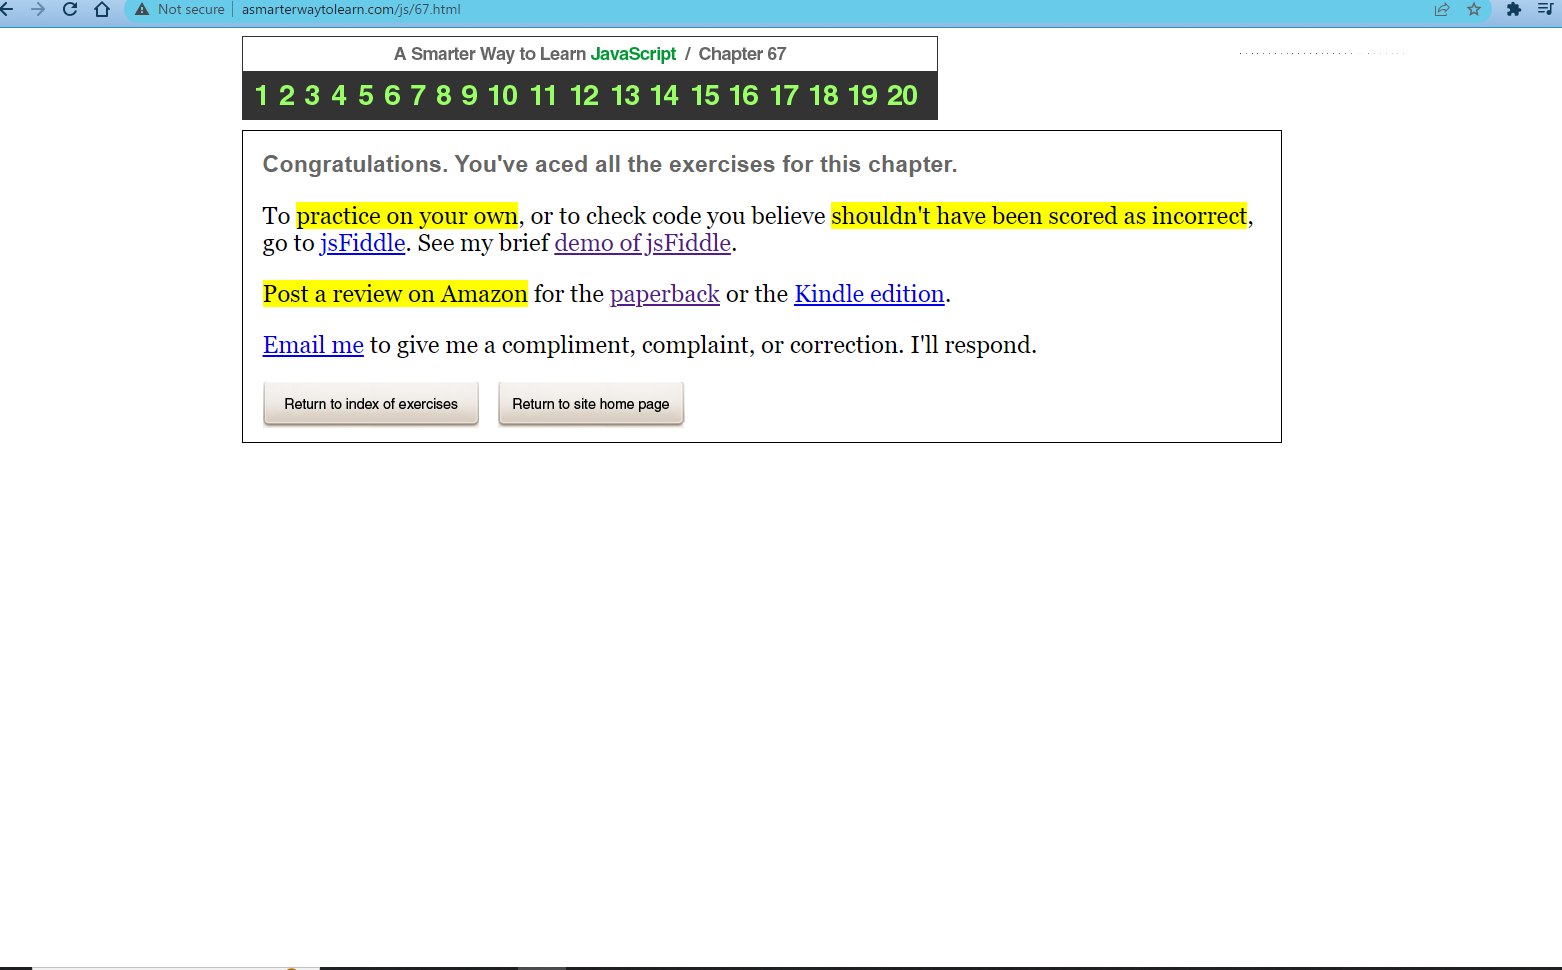 Not secure | asmarterwaytolearn.com/js/67.html
A Smarter Way to Learn JavaScript / Chapter 67
1 2 3 4 5 6 7 8 9 10 11 12 13 14 15 16 17 18 19 20
Congratulations. You've aced all the exercises for this chapter.
To practice on your own, or to check code you believe shouldn't have been scored as incorrect,
go to jsFiddle. See my brief demo of jsFiddle.
Post a review on Amazon for the paperback or the Kindle edition.
Email me to give me a compliment, complaint, or correction. I'll respond.
Return to index of exercises Return to site home page